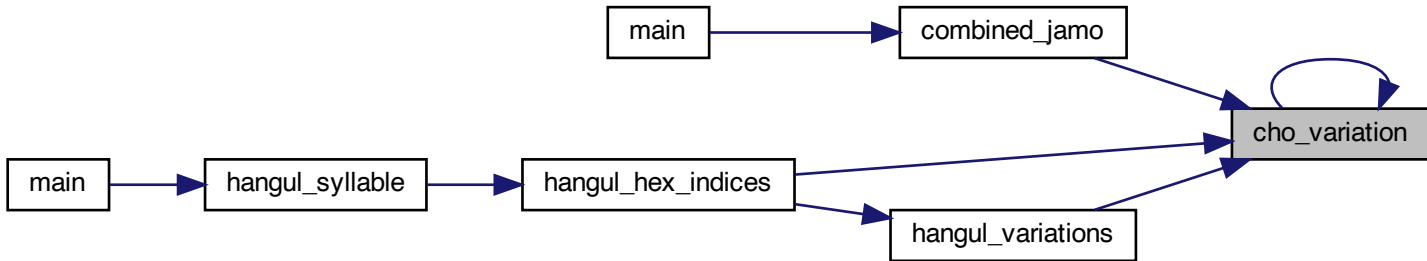 main
combined_jamo
cho_variation
main
hangul_syllable
hangul_hex_indices
hangul_variations